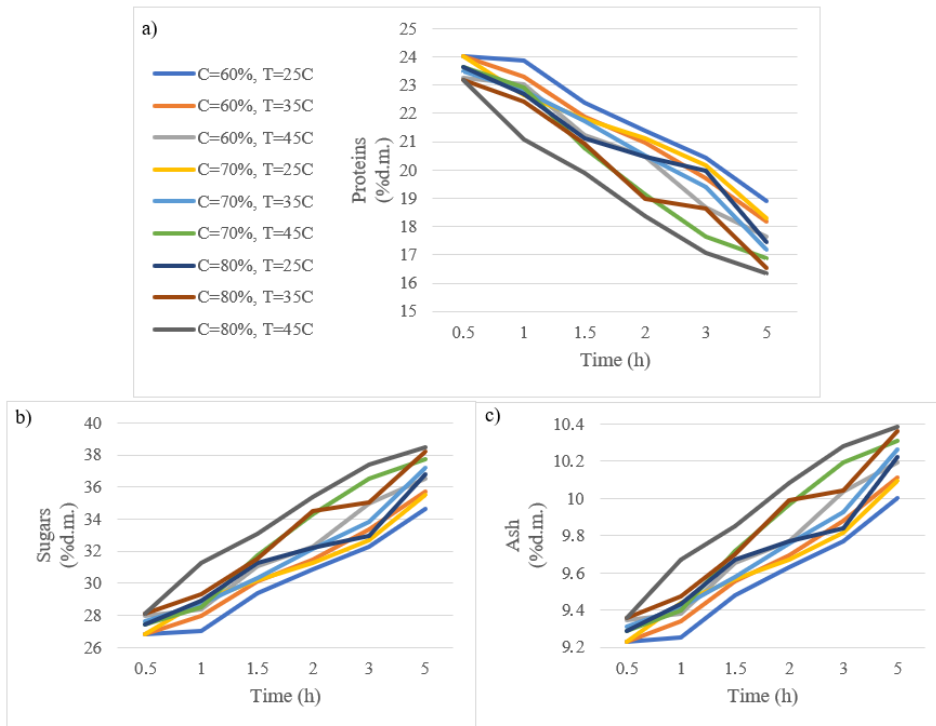 a)
C=60%, T=25C
C=60%, T=35C
C=60%, T=45C
C=70%, T=25C
C=70%, T=35C
C=70%, T=45C
C=80%, T=25C
C=80%, T=35C
C=80%, T=45C
Proteins
(%d.m.)
25
24
23
22
21
20
19
18
17
16
15
0.5 1 1.5 2 3 5
Time (h)
b)
Sugars
(%d.m.)
40
38
36
34
32
30
28
26
0.5 1 1.5 2 3 5
Time (h)
c)
Ash
(%d.m.)
10.4
10.2
10
9.8
9.6
9.4
9.2
0.5 1 1.5 2 3 5
Time (h)